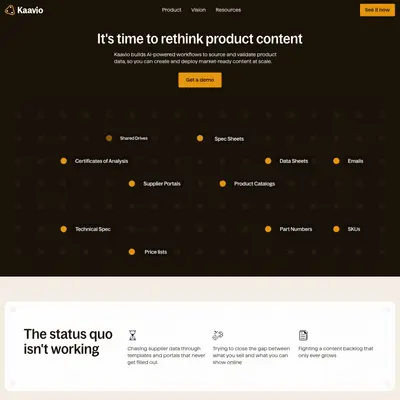 Kaavio
Product
Vision
Resources
See it now
It's time to rethink product content
Kaavio builds AI-powered workflows to source and validate product
data, so you can create and deploy market-ready content at scale.
Get a demo
Shared Drives
Spec Sheets
Certificates of Analysis
Data Sheets
Emails
Supplier Portals
Product Catalogs
Technical Spec
Part Numbers
SKUs
Price lists
The status quo
isn't working
Chasing supplier data through
templates and portals that never
get filled out
Trying to close the gap between
what you sell and what you can
show online
Fighting a content backlog that
only ever grows